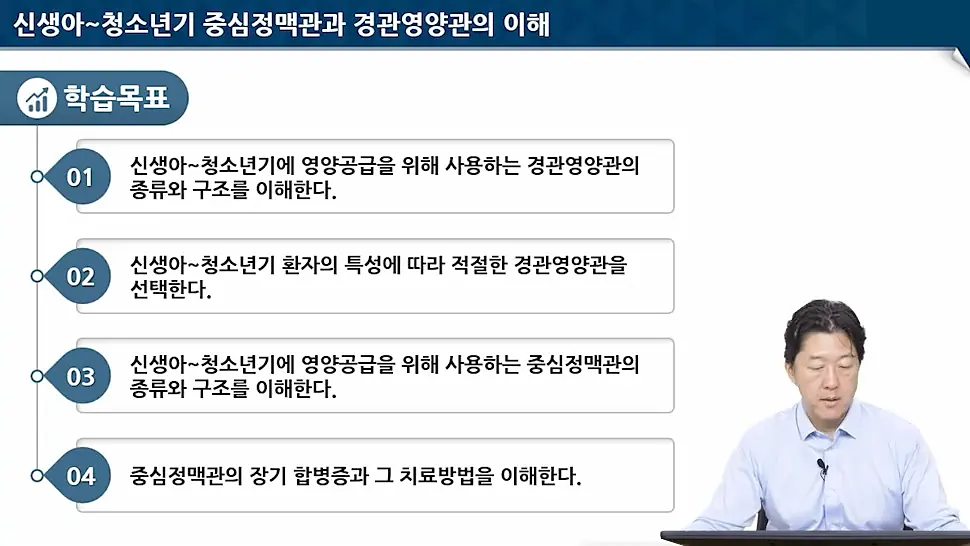 신생아~청소년기 중심정맥관과 경관영양관의 이해
학습목표
01
신생아~청소년기에 영양공급을 위해 사용하는 경관영양관의
종류와 구조를 이해한다.
02
신생아~청소년기 환자의 특성에 따라 적절한 경관영양관을
선택한다.
03
신생아~청소년기에 영양공급을 위해 사용하는 중심정맥관의
종류와 구조를 이해한다.
04
중심정맥관의 장기 합병증과 그 치료방법을 이해한다.